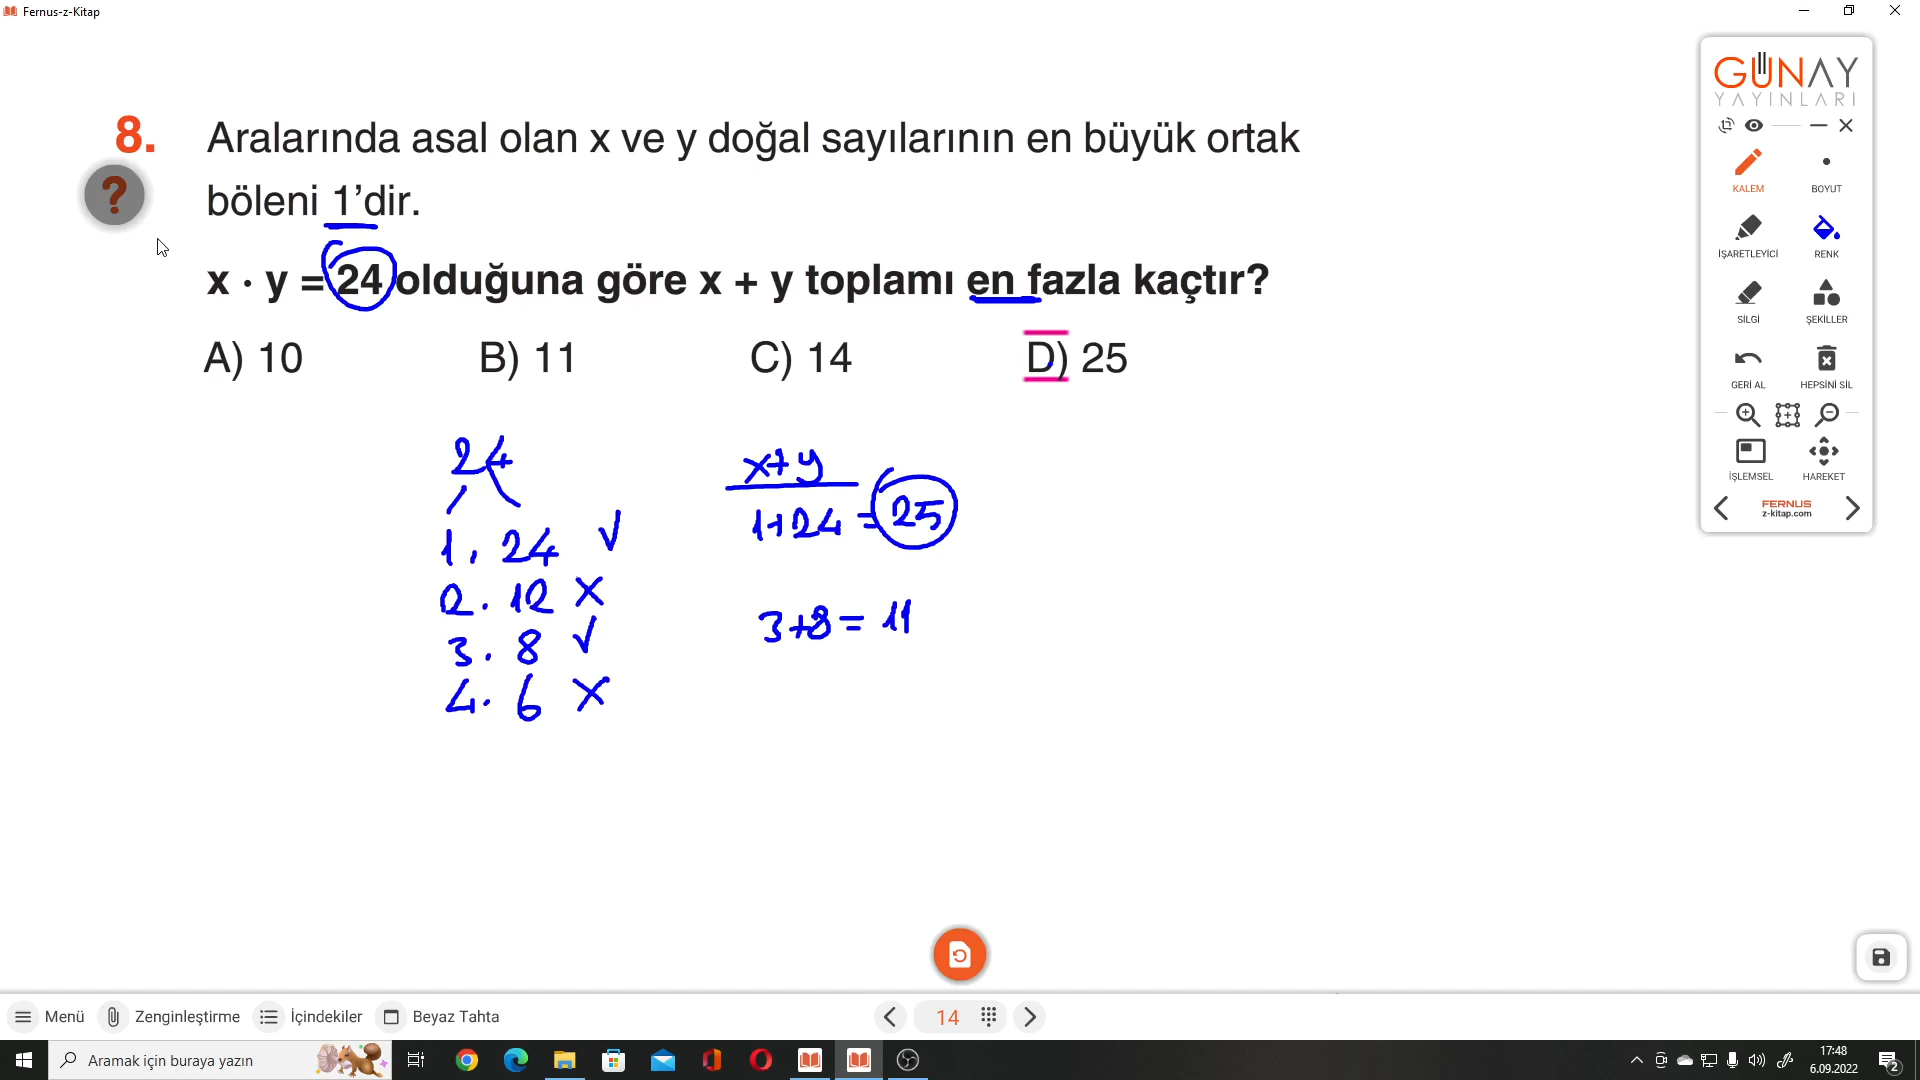 Fernus-z-Kitap
GÜNAY
YAYINLARI
8. Aralarında asal olan x ve y doğal sayılarının en büyük ortak
böleni 1'dir.
?
x · y = 24 olduğuna göre x + y toplamı en fazla kaçtır?
A) 10 B) 11 C) 14 D) 25
24
1 . 24 √
2 . 12 x
3 . 8 √
4 . 6 x
x+y
1+24 = 25
3+8 = 11
KALEM BOYUT
İŞARETLEYİCİ RENK
SİLGİ ŞEKİLLER
GERİ AL HEPSİNİ SİL
İŞLEMSEL HAREKET
FERNUS
z-kitap.com
Menü Zenginleştirme İçindekiler Beyaz Tahta 14
Aramak için buraya yazın
17:48
6.09.2022
2